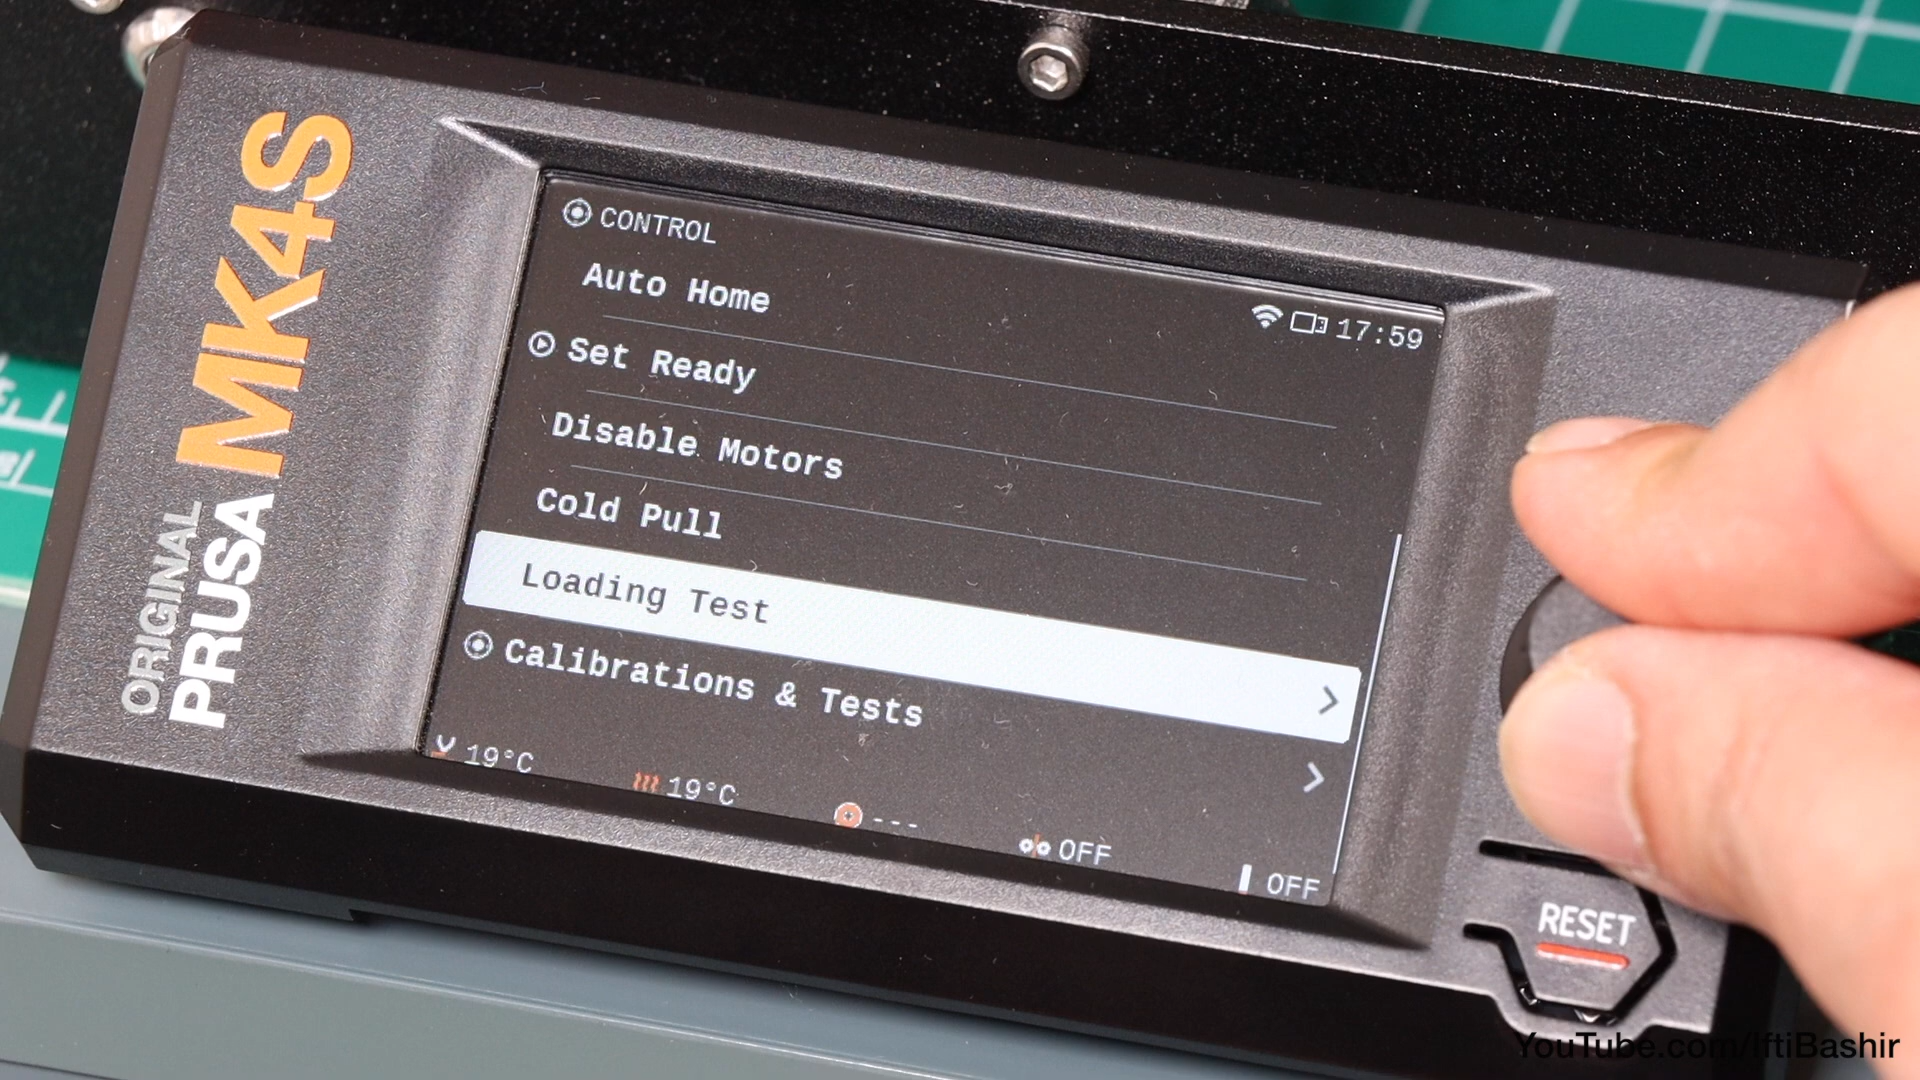 ORIGINAL
PRUSA MK4S
CONTROL
17:59
Auto Home
Set Ready
Disable Motors
Cold Pull
Loading Test
Calibrations & Tests
19°C
19°C
---
OFF
OFF
RESET
YouTube.com/IftiBashir